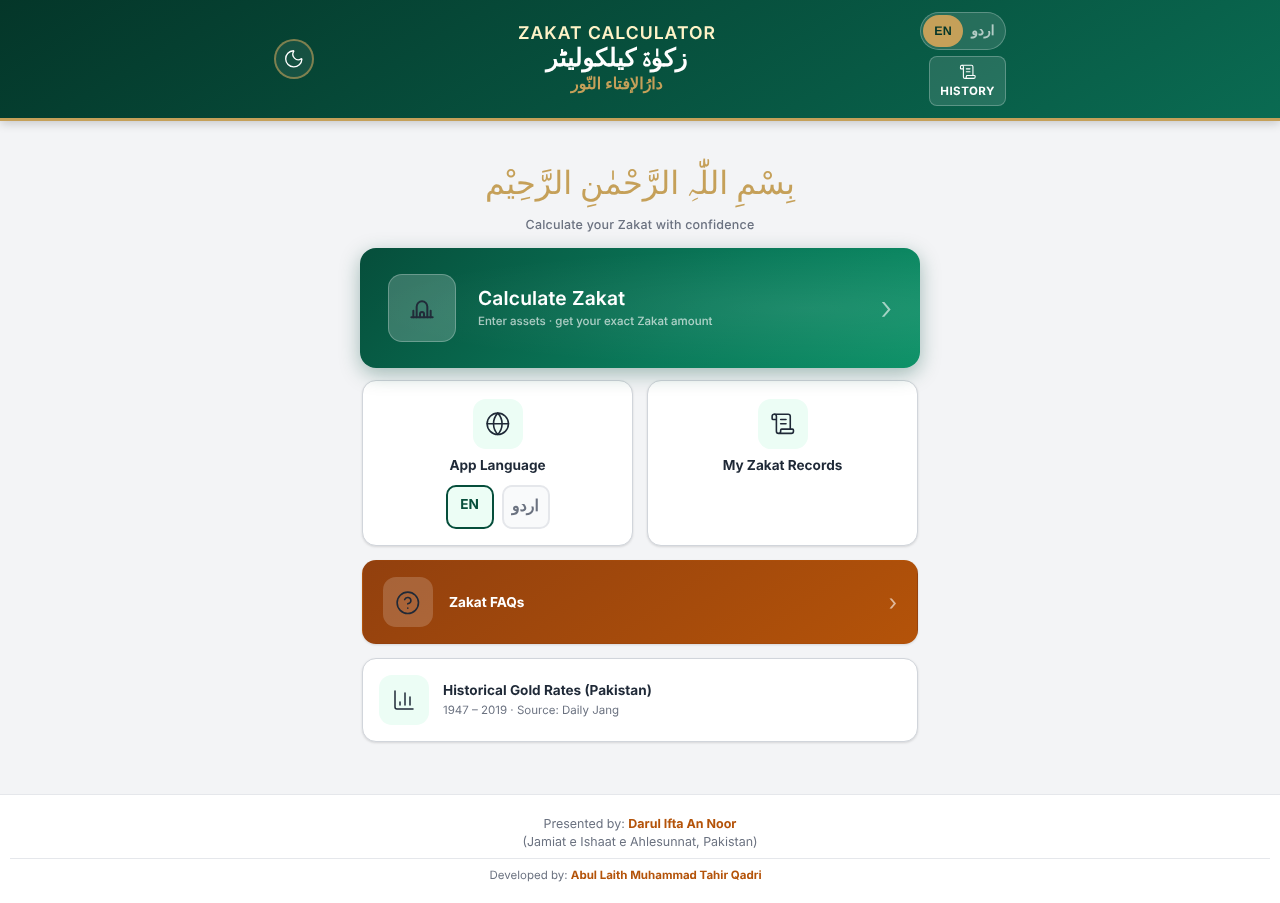 ZAKAT CALCULATOR
زکوٰۃ کیلکولیٹر
دارُالإفتاء النّور
EN
اردو
HISTORY
بِسْمِ اللّٰہِ الرَّحْمٰنِ الرَّحِیْم
Calculate your Zakat with confidence
Calculate Zakat
Enter assets · get your exact Zakat amount
App Language
EN
اردو
My Zakat Records
Zakat FAQs
Historical Gold Rates (Pakistan)
1947 – 2019 · Source: Daily Jang
Presented by: Darul Ifta An Noor
(Jamiat e Ishaat e Ahlesunnat, Pakistan)
Developed by: Abul Laith Muhammad Tahir Qadri